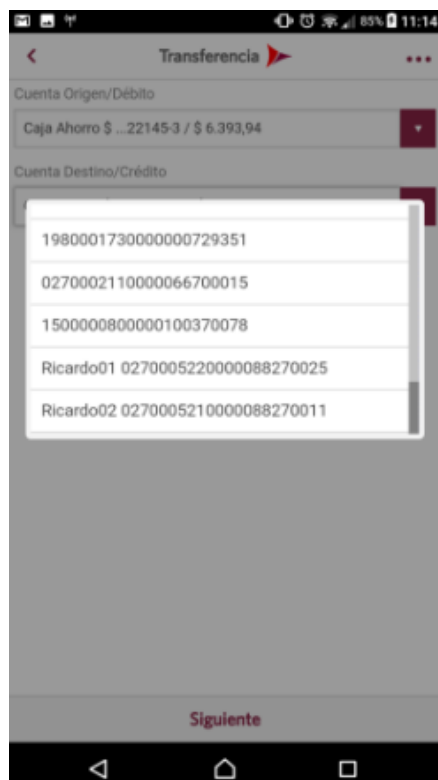 85% 11:14
Transferencia
Cuenta Origen/Débito
Caja Ahorro $ ...22145-3 / $ 6.393,94
Cuenta Destino/Crédito
1980001730000000729351
0270002110000066700015
1500000800000100370078
Ricardo01 0270005220000088270025
Ricardo02 0270005210000088270011
Siguiente